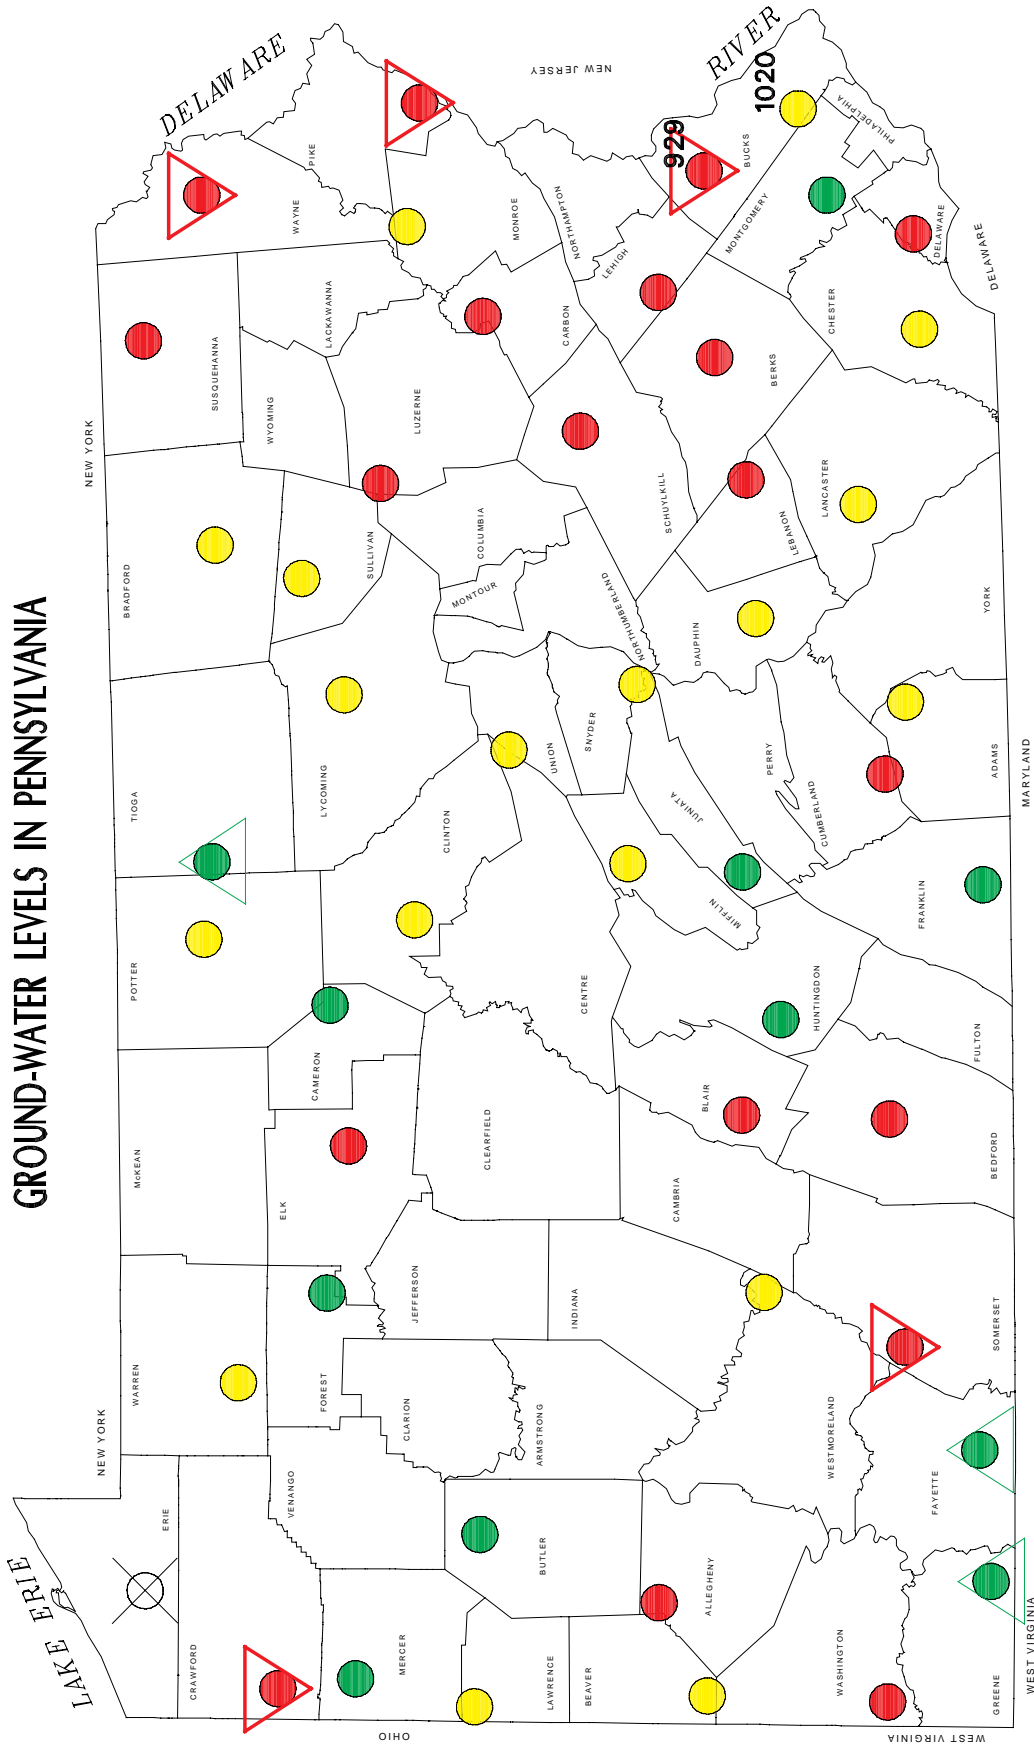 GROUND-WATER LEVELS IN PENNSYLVANIA
LAKE ERIE
NEW YORK
NEW YORK
DELAWARE
RIVER
NEW JERSEY
DELAWARE
MARYLAND
WEST VIRGINIA
WEST VIRGINIA
OHIO
ERIE
CRAWFORD
WARREN
McKEAN
POTTER
TIOGA
BRADFORD
SUSQUEHANNA
WAYNE
PIKE
WYOMING
LACKAWANNA
MERCER
VENANGO
FOREST
ELK
CAMERON
CLINTON
LYCOMING
SULLIVAN
LUZERNE
MONROE
LAWRENCE
BUTLER
CLARION
JEFFERSON
CLEARFIELD
CENTRE
UNION
MONTOUR
COLUMBIA
CARBON
NORTHAMPTON
BEAVER
ARMSTRONG
INDIANA
SNYDER
NORTHUMBERLAND
SCHUYLKILL
LEHIGH
ALLEGHENY
WESTMORELAND
CAMBRIA
BLAIR
HUNTINGDON
MIFFLIN
JUNIATA
PERRY
DAUPHIN
LEBANON
BERKS
MONTGOMERY
BUCKS
929
1020
PHILADELPHIA
WASHINGTON
GREENE
FAYETTE
SOMERSET
BEDFORD
FULTON
FRANKLIN
CUMBERLAND
ADAMS
YORK
LANCASTER
CHESTER
DELAWARE